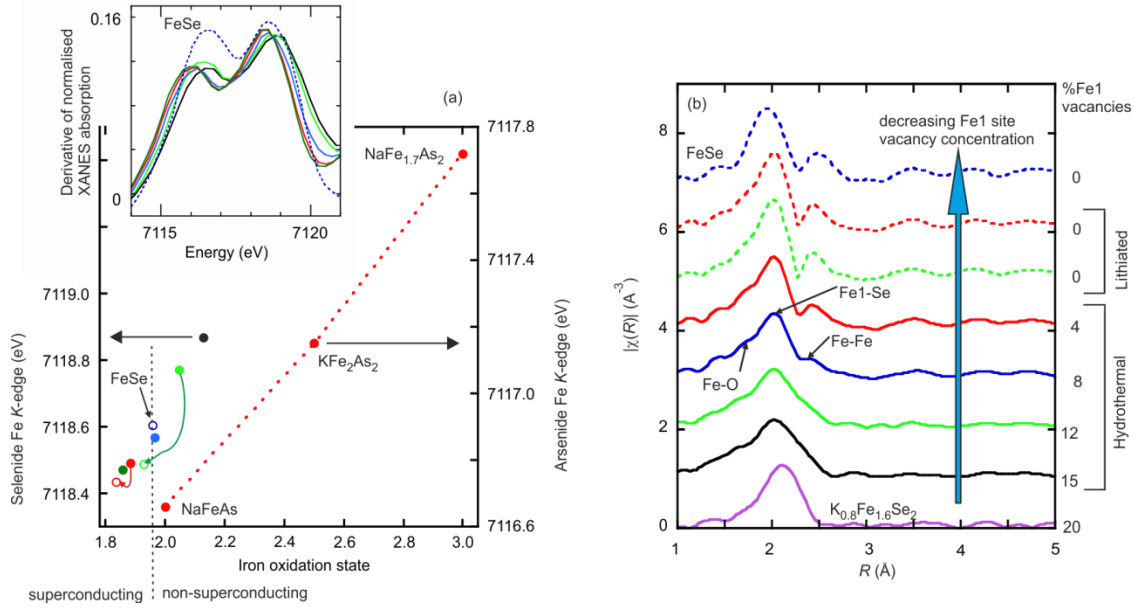 FeSe
0.16
0
Derivative of normalised
XANES absorption
7115
7120
Energy (eV)
(a)
7117.8
7117.4
7117.0
7116.6
Arsenide Fe K-edge (eV)
7119.0
7118.8
7118.6
7118.4
Selenide Fe K-edge (eV)
NaFe1.7As2
KFe2As2
FeSe
NaFeAs
1.8
2.0
2.2
2.4
2.6
2.8
3.0
Iron oxidation state
superconducting
non-superconducting
(b)
%Fe1
vacancies
decreasing Fe1 site
vacancy concentration
FeSe
8
6
4
2
0
|χ(R)| (A-3)
Fe1-Se
Fe-Fe
Fe-O
K0.8Fe1.6Se2
0
0
0
4
8
12
15
20
Lithiated
Hydrothermal
1
2
3
4
5
R (Å)